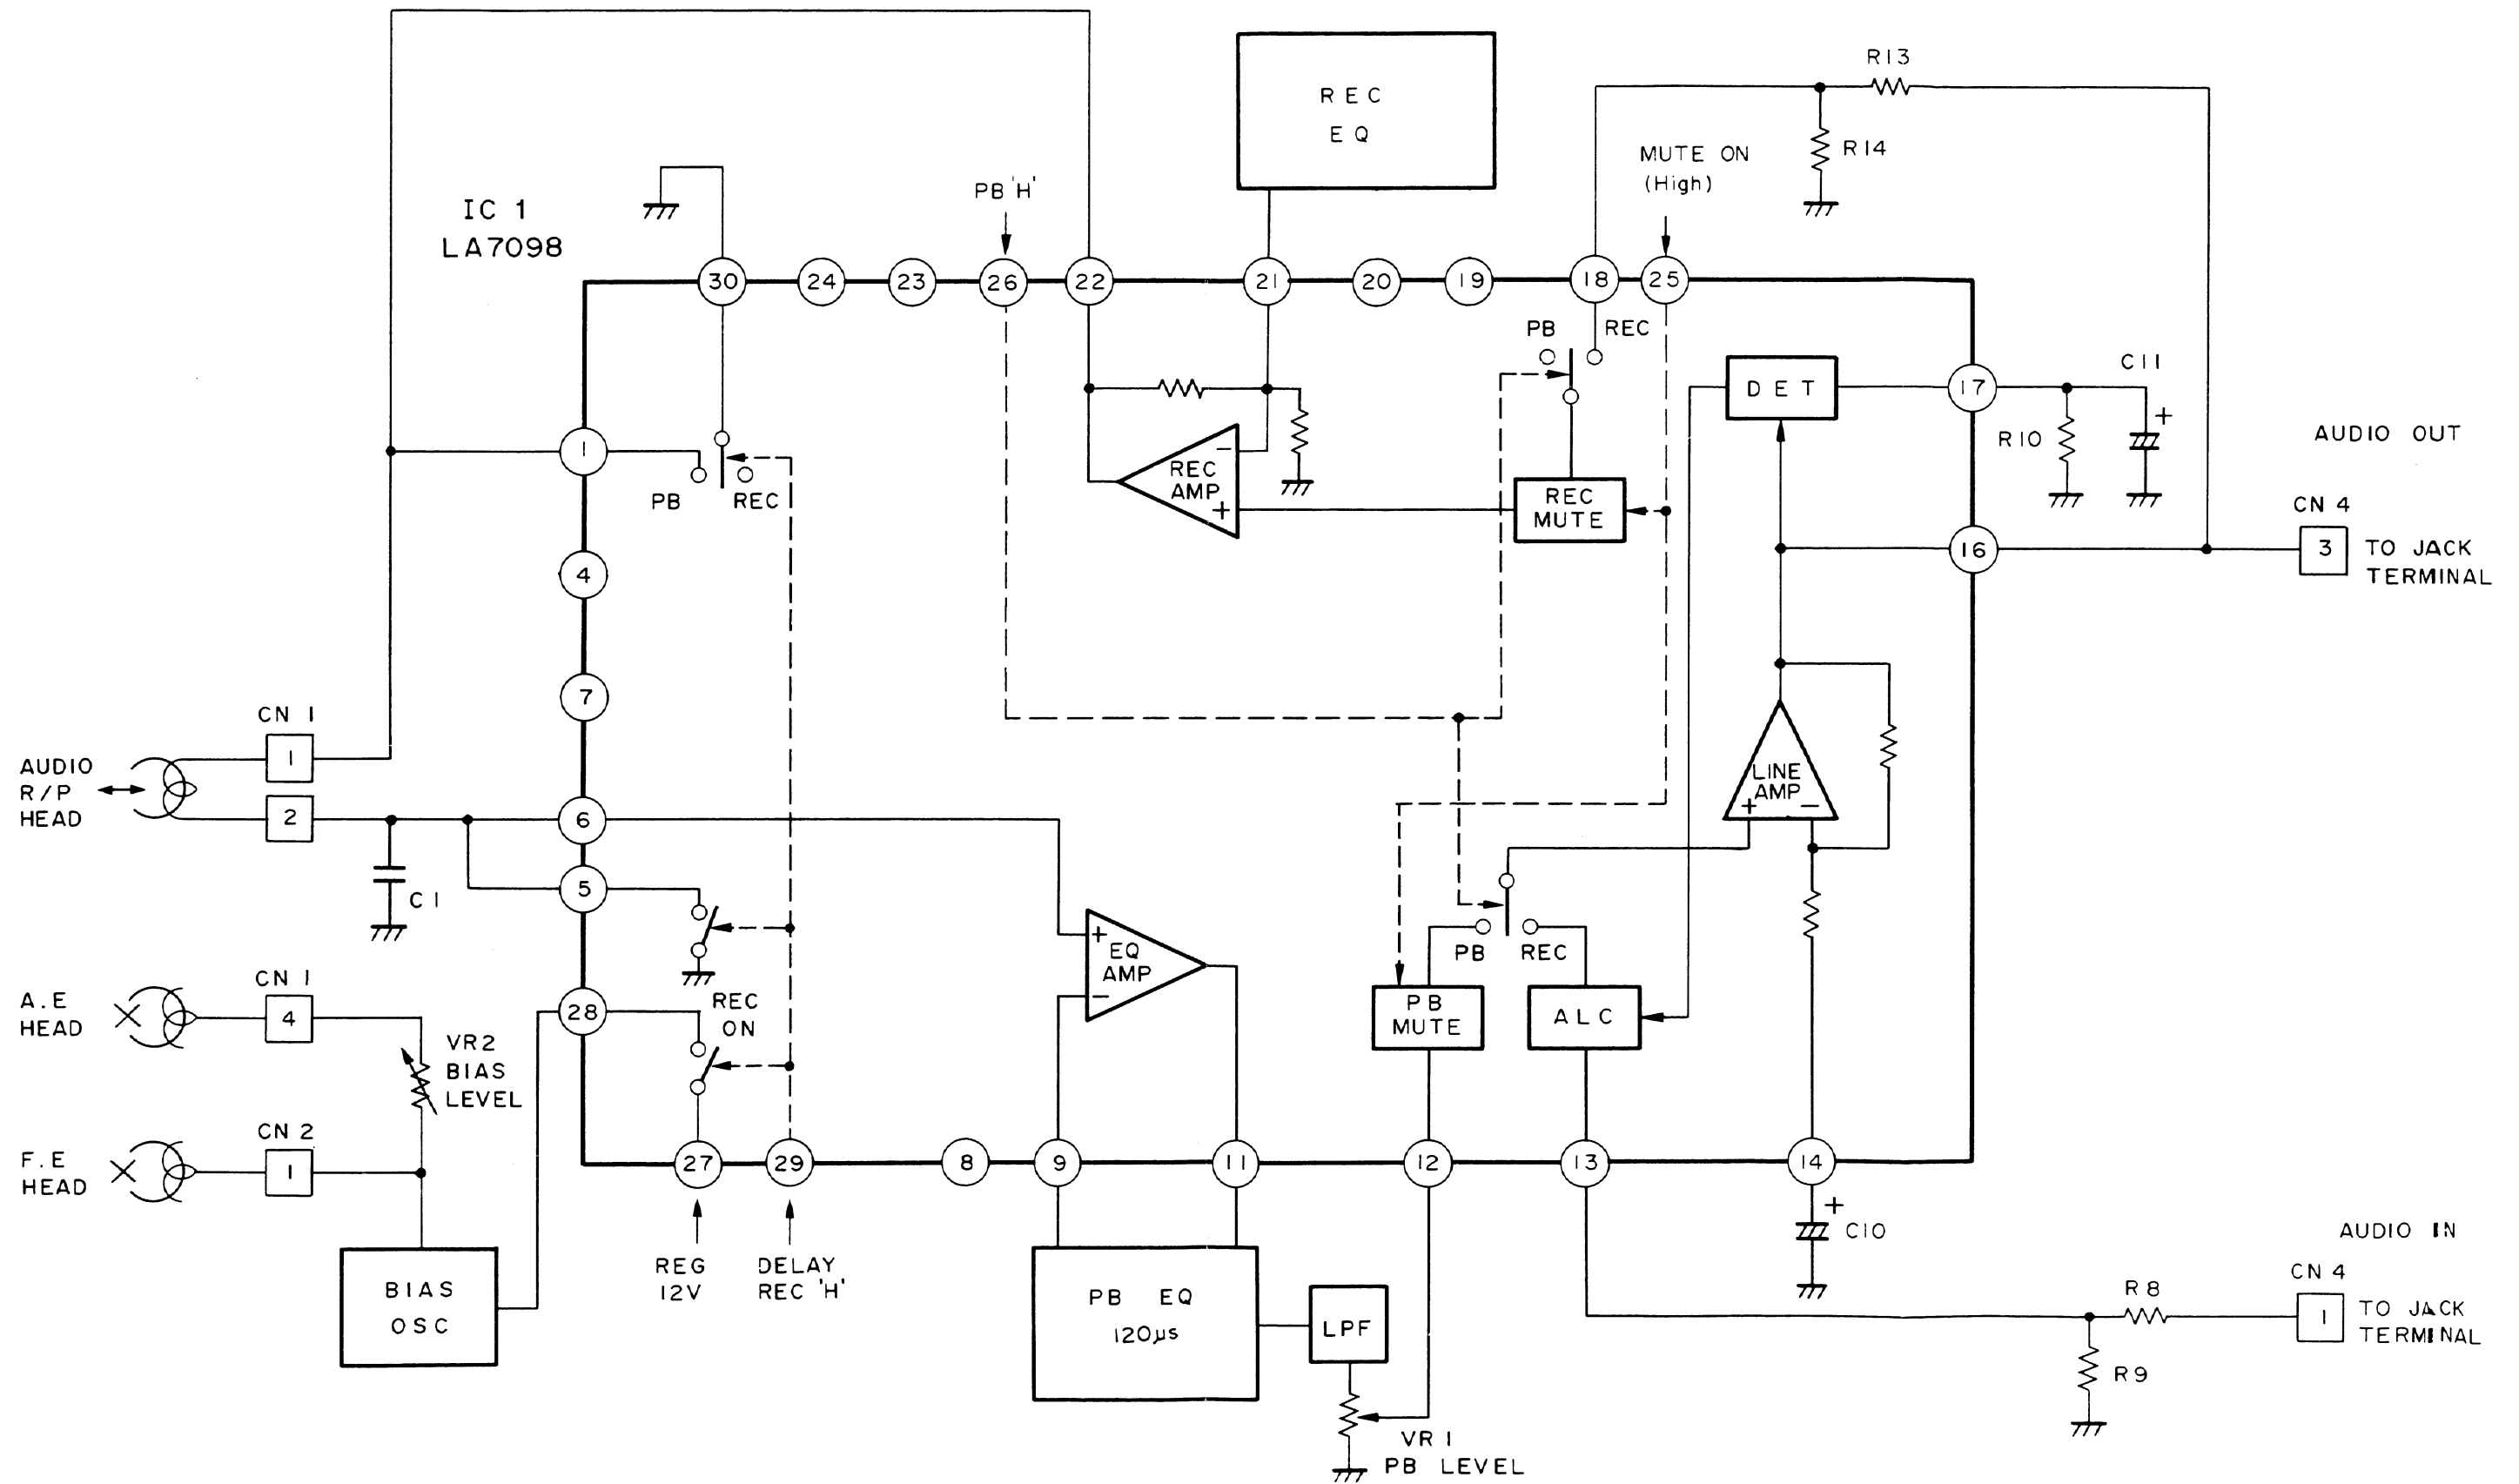 R13
REC
EQ
R14
MUTE ON
(High)
PB 'H'
IC 1
LA7098
30
24
23
26
22
21
20
19
18
25
PB
REC
DET
17
C11
+
R10
AUDIO OUT
1
PB
REC
REC
AMP
-
+
REC
MUTE
CN 4
16
3
TO JACK
TERMINAL
4
7
CN 1
AUDIO
R/P
HEAD
1
2
6
LINE
AMP
+
-
C1
5
+
EQ
AMP
-
PB
REC
A.E
HEAD
CN 1
4
28
REC
ON
PB
MUTE
ALC
VR2
BIAS
LEVEL
F.E
HEAD
CN 2
1
27
29
8
9
11
12
13
14
+
C10
REG
12V
DELAY
REC 'H'
BIAS
OSC
PB EQ
120µs
LPF
VR1
PB LEVEL
AUDIO IN
CN 4
R8
1
TO JACK
TERMINAL
R9